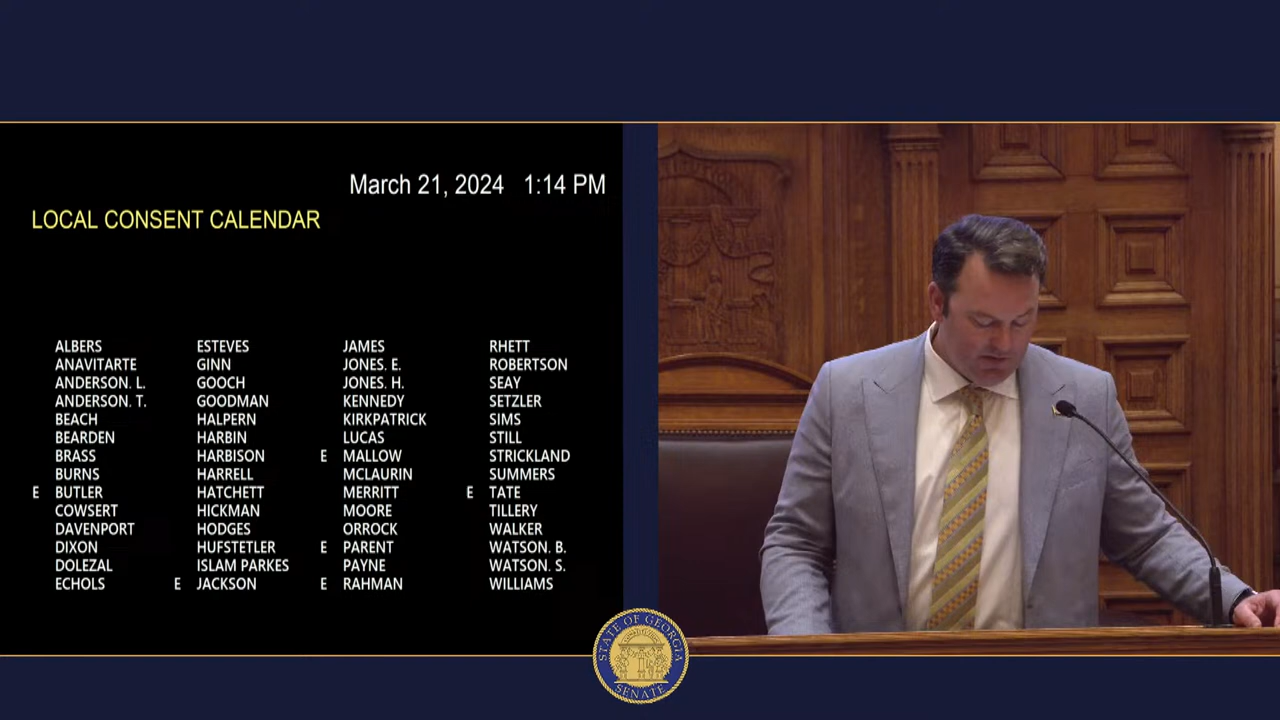 March 21, 2024 1:14 PM
LOCAL CONSENT CALENDAR
ALBERS
ANAVITARTE
ANDERSON. L.
ANDERSON. T.
BEACH
BEARDEN
BRASS
BURNS
E BUTLER
COWSERT
DAVENPORT
DIXON
DOLEZAL
ECHOLS
ESTEVES
GINN
GOOCH
GOODMAN
HALPERN
HARBIN
HARBISON
HARRELL
HATCHETT
HICKMAN
HODGES
HUFSTETLER
ISLAM PARKES
E JACKSON
JAMES
JONES. E.
JONES. H.
KENNEDY
KIRKPATRICK
LUCAS
E MALLOW
MCLAURIN
MERRITT
MOORE
ORROCK
E PARENT
PAYNE
E RAHMAN
RHETT
ROBERTSON
SEAY
SETZLER
SIMS
STILL
STRICKLAND
SUMMERS
E TATE
TILLERY
WALKER
WATSON. B.
WATSON. S.
WILLIAMS
STATE OF GEORGIA
SENATE